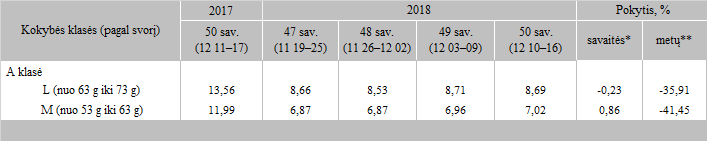 Kokybės klasės (pagal svorį) 2017 2018 Pokytis, %
50 sav. (12 11–17) 47 sav. (11 19–25) 48 sav. (11 26–12 02) 49 sav. (12 03–09) 50 sav. (12 10–16) savaitės* metų**
A klasė
L (nuo 63 g iki 73 g) 13,56 8,66 8,53 8,71 8,69 -0,23 -35,91
M (nuo 53 g iki 63 g) 11,99 6,87 6,87 6,96 7,02 0,86 -41,45